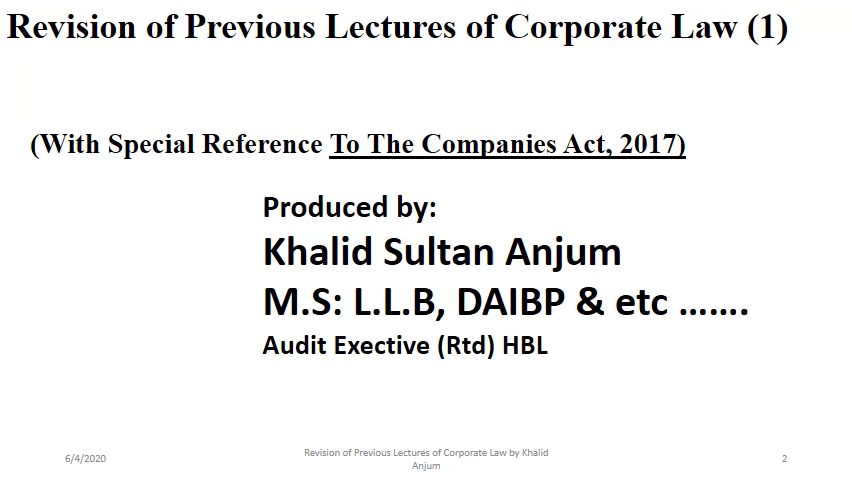 Revision of Previous Lectures of Corporate Law (1)
(With Special Reference To The Companies Act, 2017)
Produced by:
Khalid Sultan Anjum
M.S: L.L.B, DAIBP & etc …….
Audit Exective (Rtd) HBL
6/4/2020
Revision of Previous Lectures of Corporate Law by Khalid
Anjum
2